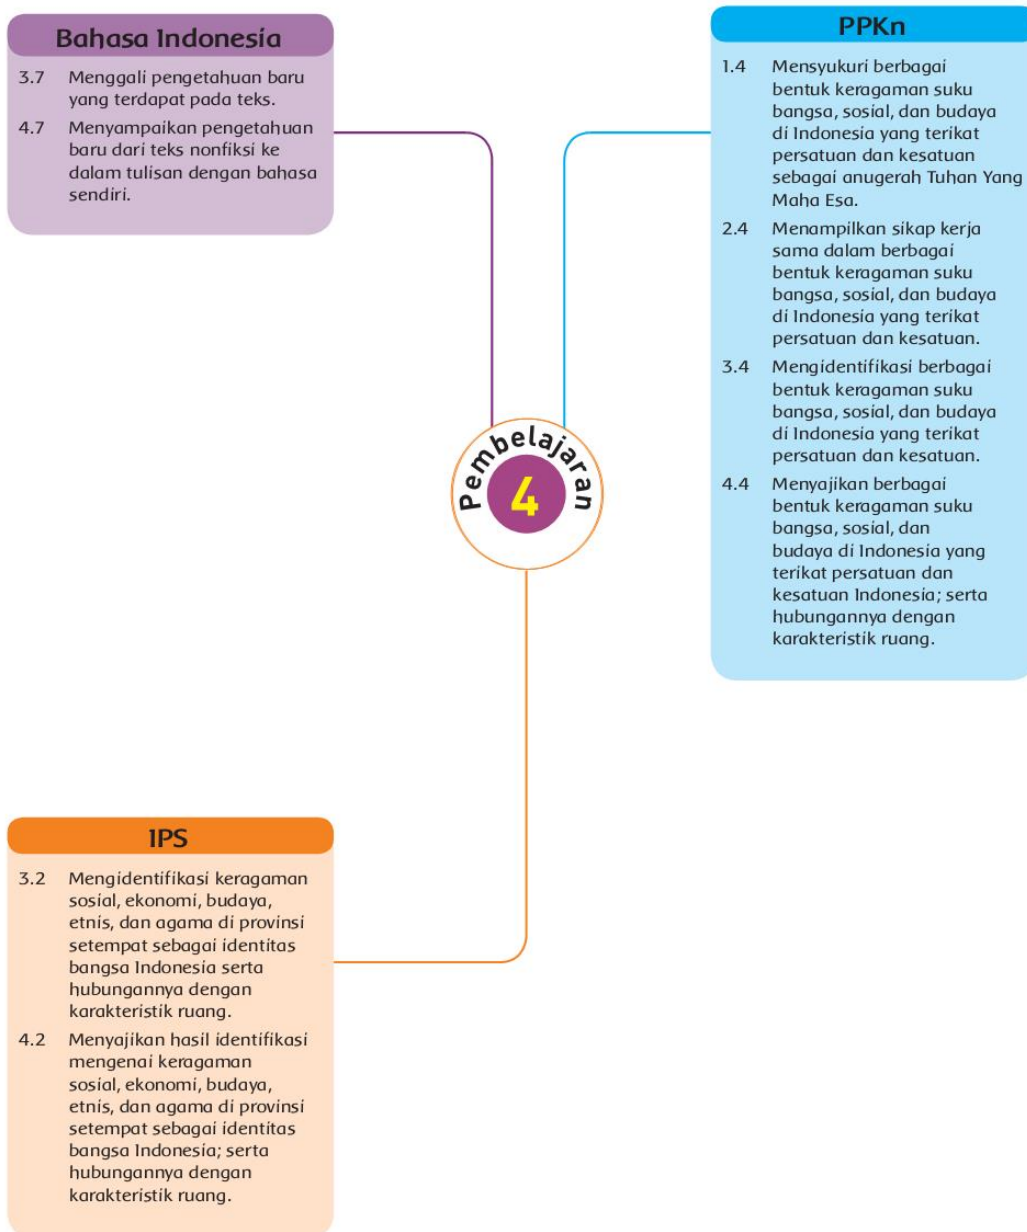 Bahasa Indonesia
3.7 Menggali pengetahuan baru
yang terdapat pada teks.
4.7 Menyampaikan pengetahuan
baru dari teks nonfiksi ke
dalam tulisan dengan bahasa
sendiri.
PPKn
1.4 Mensyukuri berbagai
bentuk keragaman suku
bangsa, sosial, dan budaya
di Indonesia yang terikat
persatuan dan kesatuan
sebagai anugerah Tuhan Yang
Maha Esa.
2.4 Menampilkan sikap kerja
sama dalam berbagai
bentuk keragaman suku
bangsa, sosial, dan budaya
di Indonesia yang terikat
persatuan dan kesatuan.
3.4 Mengidentifikasi berbagai
bentuk keragaman suku
bangsa, sosial, dan budaya
di Indonesia yang terikat
persatuan dan kesatuan.
4.4 Menyajikan berbagai
bentuk keragaman suku
bangsa, sosial, dan
budaya di Indonesia yang
terikat persatuan dan
kesatuan Indonesia; serta
hubungannya dengan
karakteristik ruang.
Pembelajaran
4
IPS
3.2 Mengidentifikasi keragaman
sosial, ekonomi, budaya,
etnis, dan agama di provinsi
setempat sebagai identitas
bangsa Indonesia serta
hubungannya dengan
karakteristik ruang.
4.2 Menyajikan hasil identifikasi
mengenai keragaman
sosial, ekonomi, budaya,
etnis, dan agama di provinsi
setempat sebagai identitas
bangsa Indonesia; serta
hubungannya dengan
karakteristik ruang.